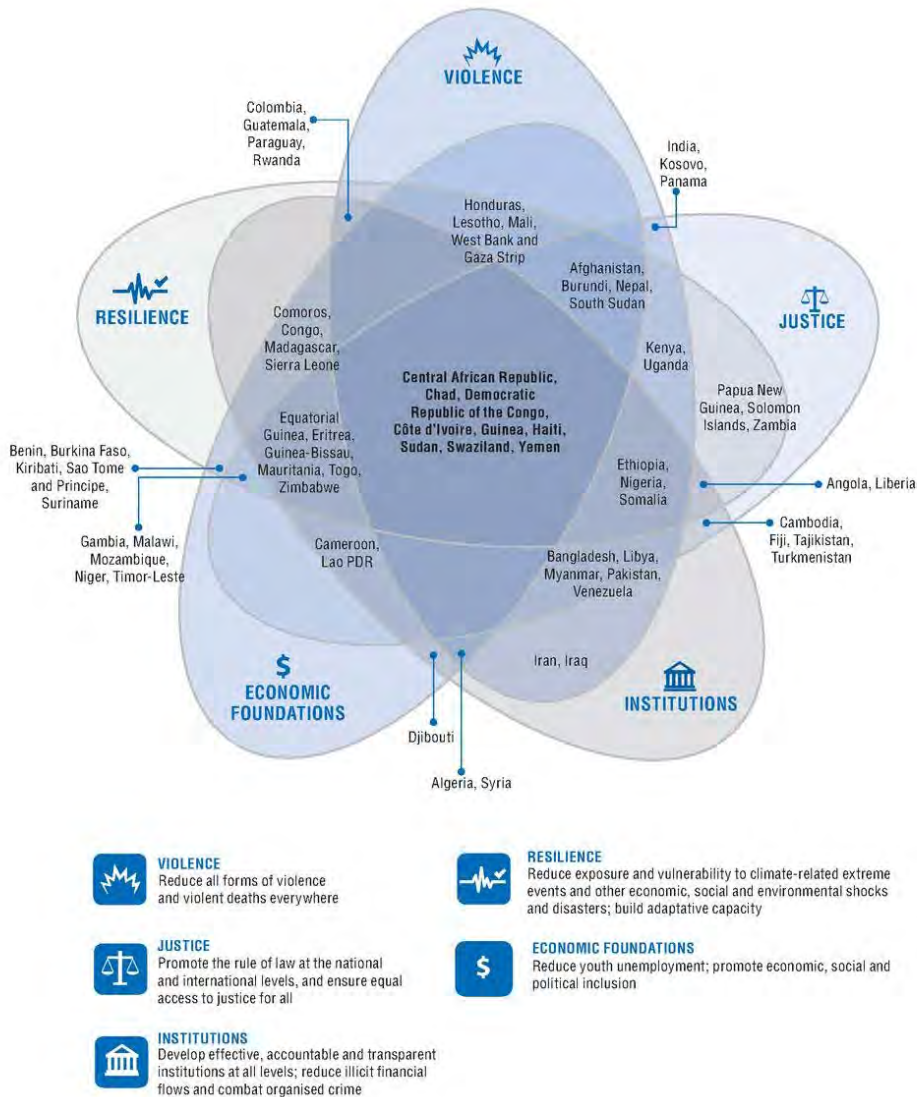 VIOLENCE
Colombia,
Guatemala,
Paraguay,
Rwanda
India,
Kosovo,
Panama
Honduras,
Lesotho, Mali,
West Bank and
Gaza Strip
Afghanistan,
Burundi, Nepal,
South Sudan
RESILIENCE
JUSTICE
Comoros,
Congo,
Madagascar,
Sierra Leone
Kenya,
Uganda
Central African Republic,
Chad, Democratic
Republic of the Congo,
Côte d'Ivoire, Guinea, Haiti,
Sudan, Swaziland, Yemen
Papua New
Guinea, Solomon
Islands, Zambia
Equatorial
Guinea, Eritrea,
Guinea-Bissau,
Mauritania, Togo,
Zimbabwe
Benin, Burkina Faso,
Kiribati, Sao Tome
and Principe,
Suriname
Ethiopia,
Nigeria,
Somalia
Angola, Liberia
Cambodia,
Fiji, Tajikistan,
Turkmenistan
Gambia, Malawi,
Mozambique,
Niger, Timor-Leste
Cameroon,
Lao PDR
Bangladesh, Libya,
Myanmar, Pakistan,
Venezuela
Iran, Iraq
$
ECONOMIC
FOUNDATIONS
INSTITUTIONS
Djibouti
Algeria, Syria
VIOLENCE
Reduce all forms of violence
and violent deaths everywhere
JUSTICE
Promote the rule of law at the national
and international levels, and ensure equal
access to justice for all
INSTITUTIONS
Develop effective, accountable and transparent
institutions at all levels; reduce illicit financial
flows and combat organised crime
RESILIENCE
Reduce exposure and vulnerability to climate-related extreme
events and other economic, social and environmental shocks
and disasters; build adaptative capacity
$
ECONOMIC FOUNDATIONS
Reduce youth unemployment; promote economic, social and
political inclusion